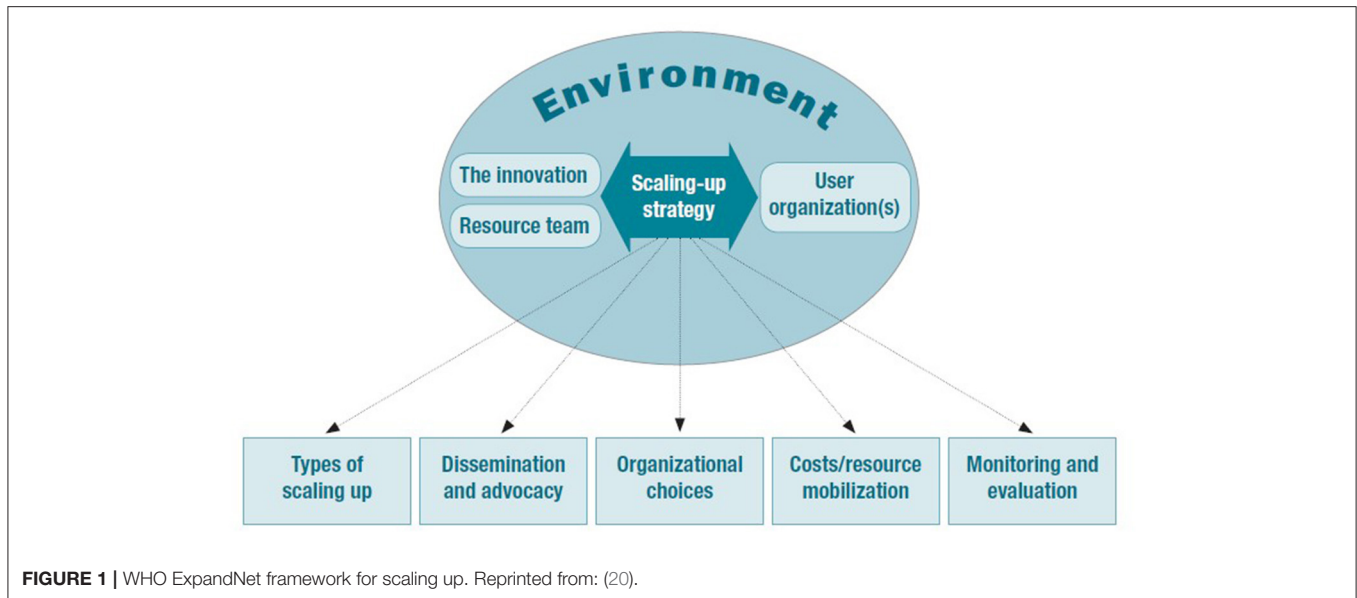 Environment
The innovation
Resource team
Scaling-up
strategy
User
organization(s)
Types of
scaling up
Dissemination
and advocacy
Organizational
choices
Costs/resource
mobilization
Monitoring and
evaluation
FIGURE 1 | WHO ExpandNet framework for scaling up. Reprinted from: (20).